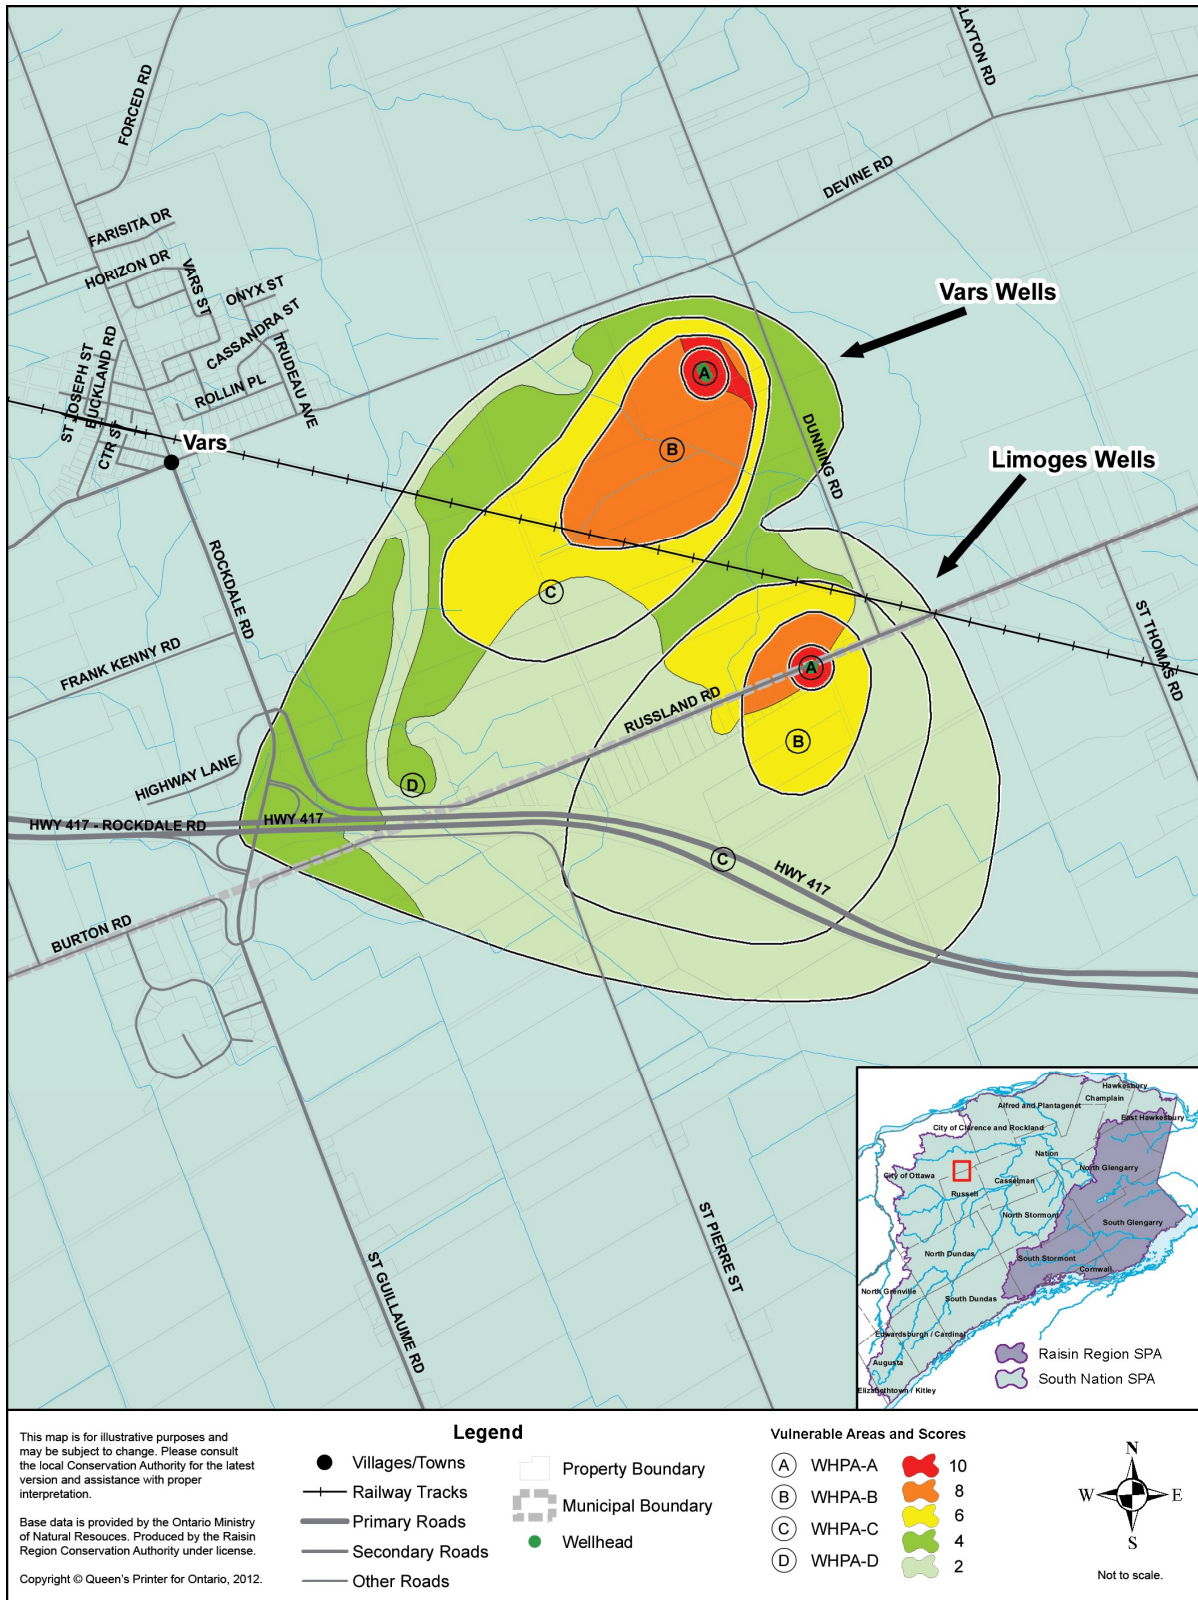 CLAYTON RD
FORCED RD
DEVINE RD
FARISITA DR
HORIZON DR
VARS ST
ONYX ST
CASSANDRA ST
TRUDEAU AVE
ROLLIN PL
ST JOSEPH ST
BUCKLAND RD
CTR ST
Vars
Vars Wells
Limoges Wells
A
B
DUNNING RD
C
ROCKDALE RD
FRANK KENNY RD
ST THOMAS RD
A
RUSSLAND RD
B
HIGHWAY LANE
D
HWY 417 - ROCKDALE RD
HWY 417
C
HWY 417
BURTON RD
ST PIERRE ST
ST GUILLAUME RD
Hawkesbury
Champlain
Alfred and Plantagenet
East Hawkesbury
City of Clarence and Rockland
Nation
North Glengarry
City of Ottawa
Casselman
Russell
North Stormont
South Glengarry
North Dundas
South Stormont
Cornwall
North Grenville
South Dundas
Edwardsburgh / Cardinal
Augusta
Elizabethtown / Kitley
Raisin Region SPA
South Nation SPA
This map is for illustrative purposes and
may be subject to change. Please consult
the local Conservation Authority for the latest
version and assistance with proper
interpretation.
Base data is provided by the Ontario Ministry
of Natural Resouces. Produced by the Raisin
Region Conservation Authority under license.
Copyright © Queen's Printer for Ontario, 2012.
Legend
Villages/Towns
Railway Tracks
Primary Roads
Secondary Roads
Other Roads
Property Boundary
Municipal Boundary
Wellhead
Vulnerable Areas and Scores
A WHPA-A 10
B WHPA-B 8
C WHPA-C 6
D WHPA-D 4
2
N
W E
S
Not to scale.